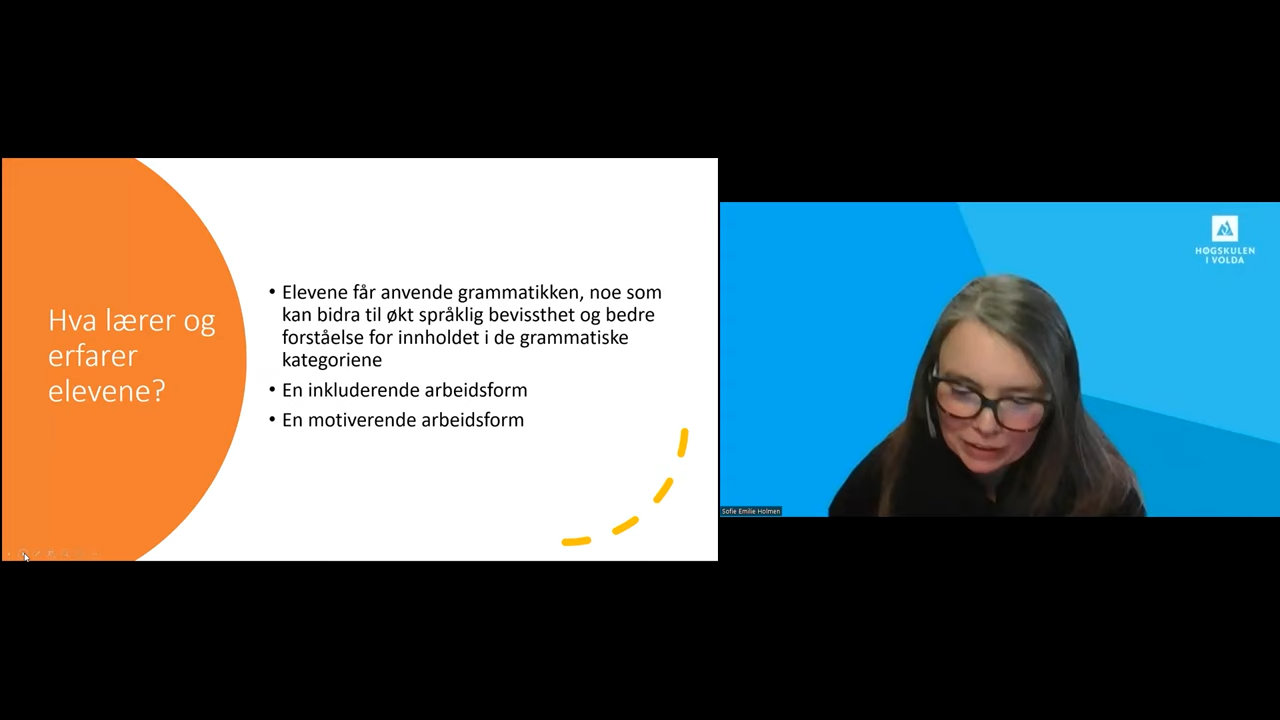 Hva lærer og
erfarer
elevene?
• Elevene får anvende grammatikken, noe som
kan bidra til økt språklig bevissthet og bedre
forståelse for innholdet i de grammatiske
kategoriene
• En inkluderende arbeidsform
• En motiverende arbeidsform
HØGSKULEN
I VOLDA
Sofie Emilie Holmen